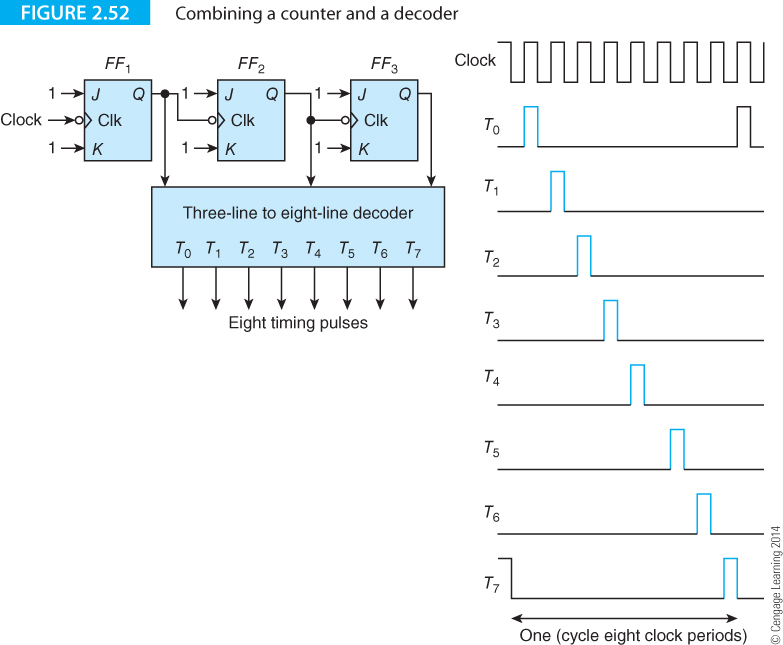 FIGURE 2.52 Combining a counter and a decoder
FF1 FF2 FF3
1 J Q 1 J Q 1 J Q
Clock Clk Clk Clk
1 K 1 K 1 K
Three-line to eight-line decoder
T0 T1 T2 T3 T4 T5 T6 T7
Eight timing pulses
Clock
T0
T1
T2
T3
T4
T5
T6
T7
One (cycle eight clock periods)
© Cengage Learning 2014